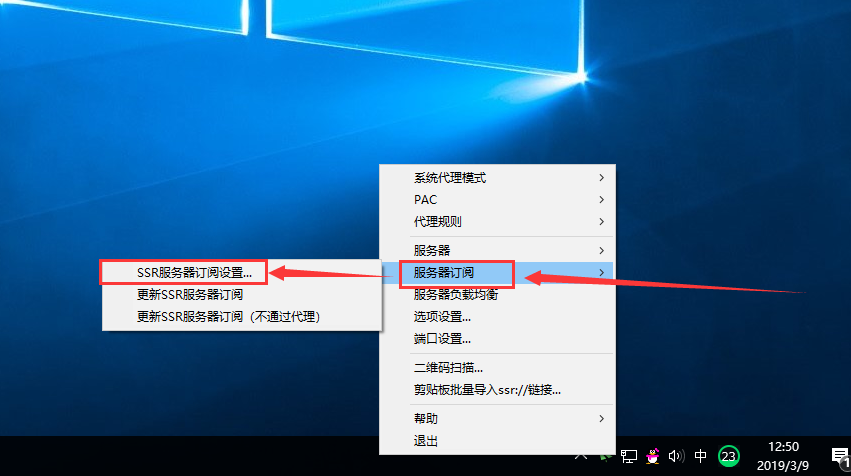 系统代理模式
PAC
代理规则
服务器
服务器订阅
服务器负载均衡
选项设置...
端口设置...
二维码扫描...
剪贴板批量导入ssr://链接...
帮助
退出
SSR服务器订阅设置...
更新SSR服务器订阅
更新SSR服务器订阅（不通过代理）
中
23
12:50
2019/3/9
1